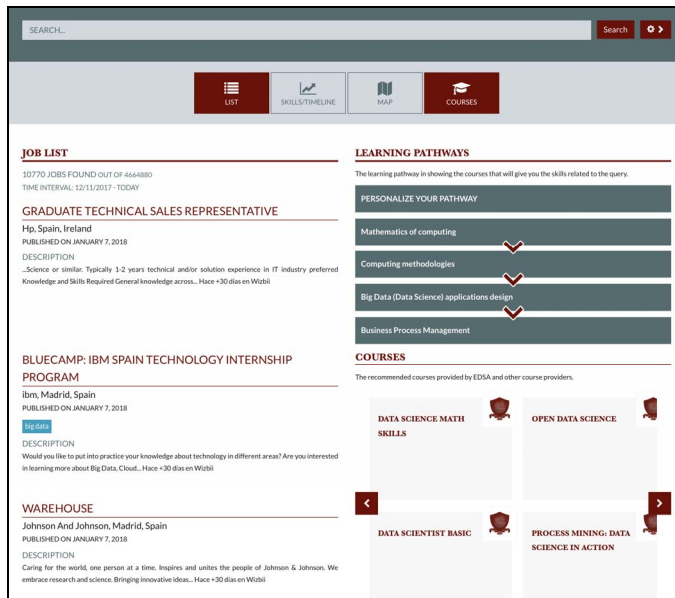 SEARCH...
Search
LIST
SKILLS/TIMELINE
MAP
COURSES
JOB LIST
10770 JOBS FOUND OUT OF 4664880
TIME INTERVAL: 12/11/2017 - TODAY
GRADUATE TECHNICAL SALES REPRESENTATIVE
Hp, Spain, Ireland
PUBLISHED ON JANUARY 7, 2018
DESCRIPTION
...Science or similar. Typically 1-2 years technical and/or solution experience in IT industry preferred
Knowledge and Skills Required General knowledge across... Hace +30 días en Wizbii
BLUECAMP: IBM SPAIN TECHNOLOGY INTERNSHIP
PROGRAM
ibm, Madrid, Spain
PUBLISHED ON JANUARY 7, 2018
big data
DESCRIPTION
Would you like to put into practice your knowledge about technology in different areas? Are you interested
in learning more about Big Data, Cloud... Hace +30 días en Wizbii
WAREHOUSE
Johnson And Johnson, Madrid, Spain
PUBLISHED ON JANUARY 7, 2018
DESCRIPTION
Caring for the world, one person at a time. Inspires and unites the people of Johnson & Johnson. We
embrace research and science. Bringing innovative ideas... Hace +30 días en Wizbii
LEARNING PATHWAYS
The learning pathway in showing the courses that will give you the skills related to the query.
PERSONALIZE YOUR PATHWAY
Mathematics of computing
Computing methodologies
Big Data (Data Science) applications design
Business Process Management
COURSES
The recommended courses provided by EDSA and other course providers.
DATA SCIENCE MATH
SKILLS
OPEN DATA SCIENCE
DATA SCIENTIST BASIC
PROCESS MINING: DATA
SCIENCE IN ACTION